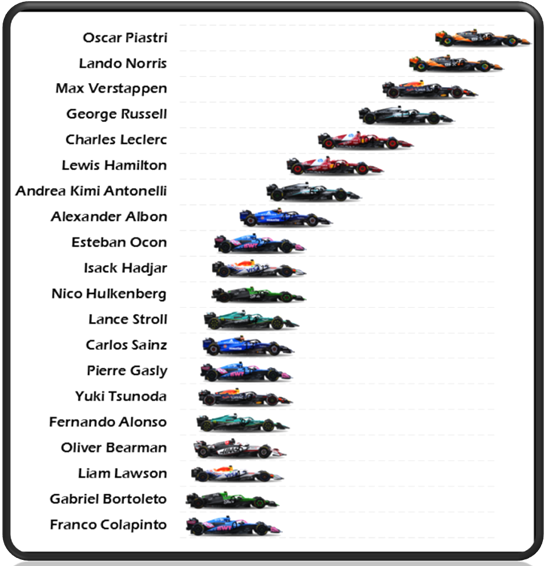 Oscar Piastri
Lando Norris
Max Verstappen
George Russell
Charles Leclerc
Lewis Hamilton
Andrea Kimi Antonelli
Alexander Albon
Esteban Ocon
Isack Hadjar
Nico Hulkenberg
Lance Stroll
Carlos Sainz
Pierre Gasly
Yuki Tsunoda
Fernando Alonso
Oliver Bearman
Liam Lawson
Gabriel Bortoleto
Franco Colapinto